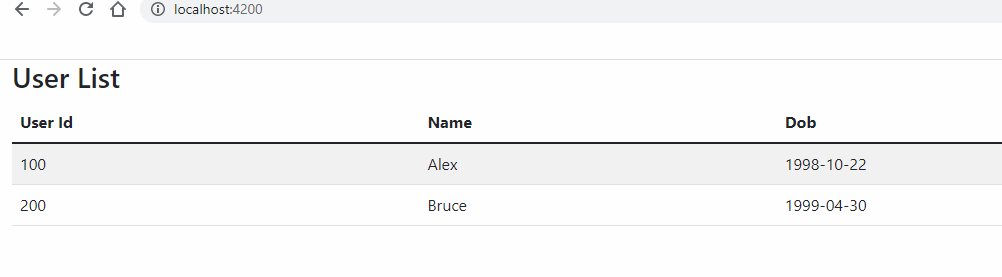 localhost:4200
User List
User Id Name Dob
100 Alex 1998-10-22
200 Bruce 1999-04-30